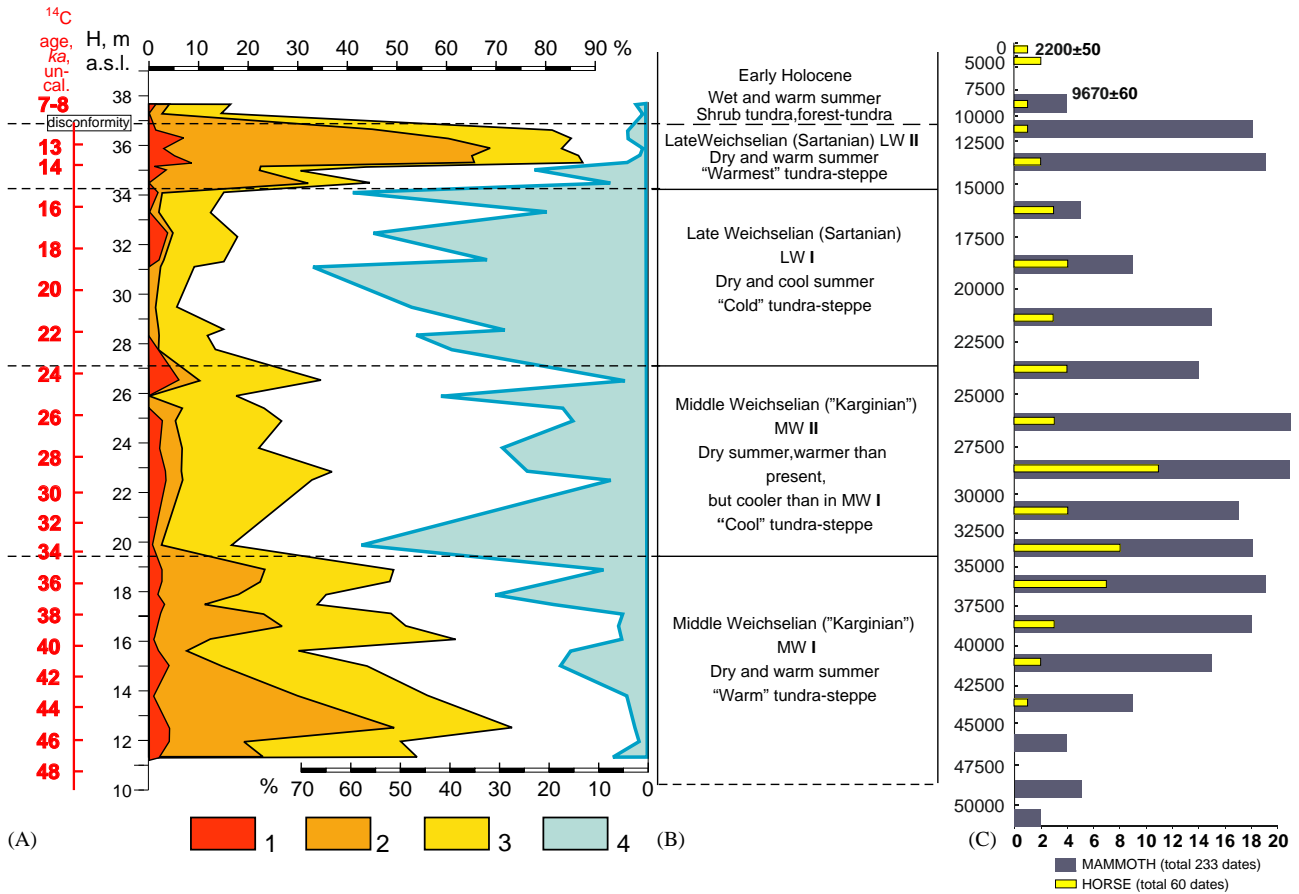 14C
age,
ka,
un-
cal.
H, m
a.s.l.
0 10 20 30 40 50 60 70 80 90 %
7-8
13
14
16
18
20
22
24
26
28
30
32
34
36
38
40
42
44
46
48
disconformity
38
36
34
32
30
28
26
24
22
20
18
16
14
12
10
% 70 60 50 40 30 20 10 0
(A)
1
2
3
4
Early Holocene
Wet and warm summer
Shrub tundra,forest-tundra
LateWeichselian (Sartanian) LW II
Dry and warm summer
“Warmest” tundra-steppe
Late Weichselian (Sartanian)
LW I
Dry and cool summer
“Cold” tundra-steppe
Middle Weichselian (”Karginian”)
MW II
Dry summer,warmer than
present,
but cooler than in MW I
“Cool” tundra-steppe
Middle Weichselian (”Karginian”)
MW I
Dry and warm summer
“Warm” tundra-steppe
(B)
0
5000
7500
10000
12500
15000
17500
20000
22500
25000
27500
30000
32500
35000
37500
40000
42500
45000
47500
50000
2200±50
9670±60
0 2 4 6 8 10 12 14 16 18 20
(C)
MAMMOTH (total 233 dates)
HORSE (total 60 dates)